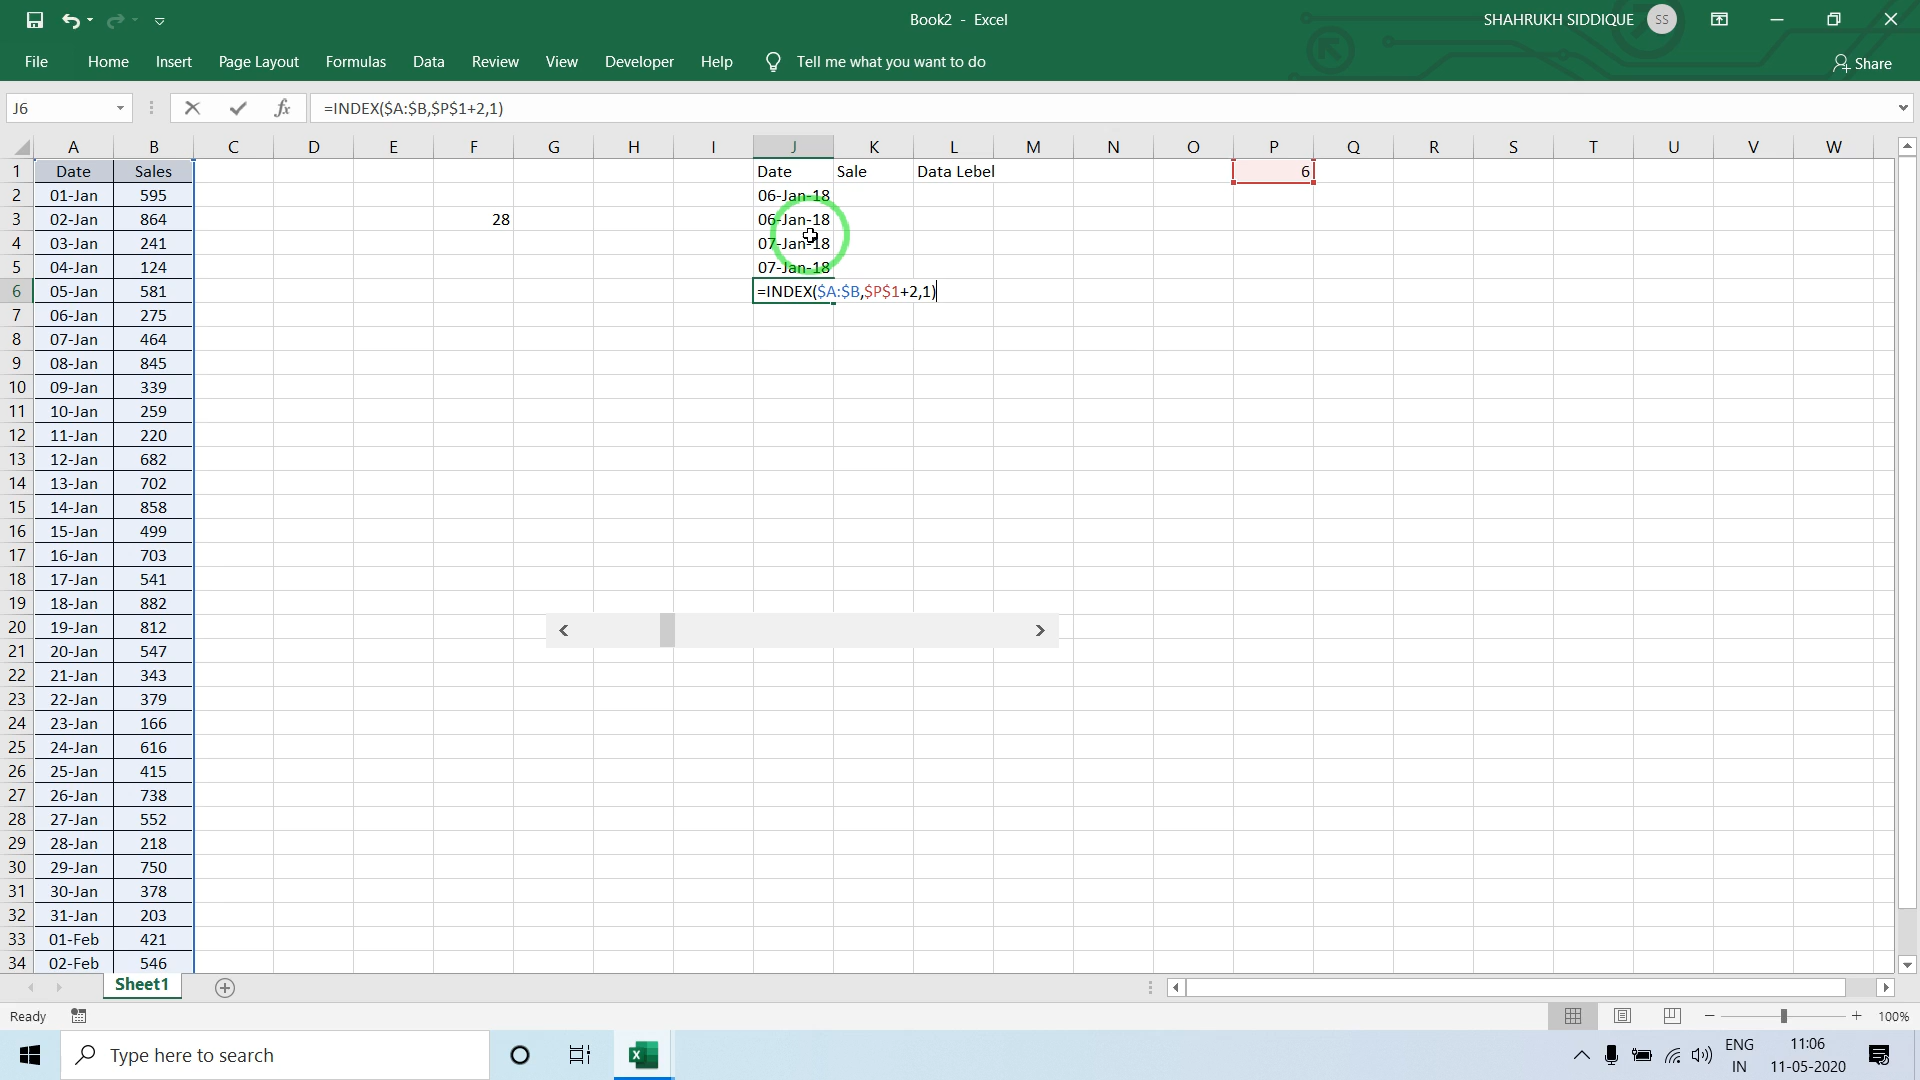 Book2 - Excel
SHAHRUKH SIDDIQUE SS
File Home Insert Page Layout Formulas Data Review View Developer Help Tell me what you want to do Share
J6 fx =INDEX($A:$B,$P$1+2,1)
A B C D E F G H I J K L M N O P Q R S T U V W
1 Date Sales Date Sale Data Lebel 6
2 01-Jan 595 06-Jan-18
3 02-Jan 864 28 06-Jan-18
4 03-Jan 241 07-Jan-18
5 04-Jan 124 07-Jan-18
6 05-Jan 581 =INDEX($A:$B,$P$1+2,1)
7 06-Jan 275
8 07-Jan 464
9 08-Jan 845
10 09-Jan 339
11 10-Jan 259
12 11-Jan 220
13 12-Jan 682
14 13-Jan 702
15 14-Jan 858
16 15-Jan 499
17 16-Jan 703
18 17-Jan 541
19 18-Jan 882
20 19-Jan 812
21 20-Jan 547
22 21-Jan 343
23 22-Jan 379
24 23-Jan 166
25 24-Jan 616
26 25-Jan 415
27 26-Jan 738
28 27-Jan 552
29 28-Jan 218
30 29-Jan 750
31 30-Jan 378
32 31-Jan 203
33 01-Feb 421
34 02-Feb 546
Sheet1
Ready 100%
Type here to search
ENG 11:06
IN 11-05-2020